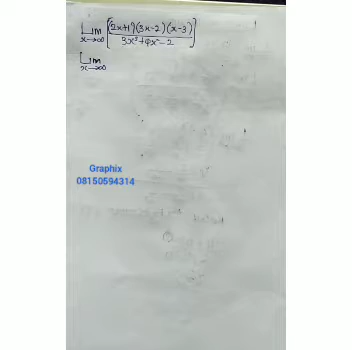 Lim x→∞ [(2x+1)(3x-2)(x-3) / 3x³+4x²-2]
Lim x→∞
Graphix
08150594314